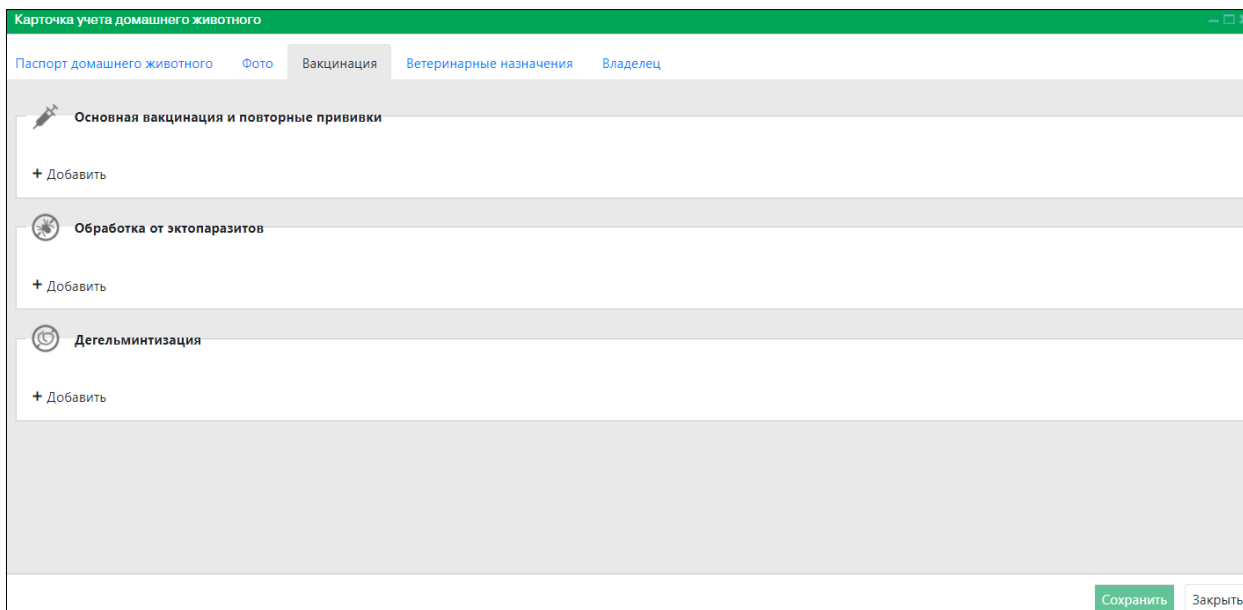 Карточка учета домашнего животного
Паспорт домашнего животного Фото Вакцинация Ветеринарные назначения Владелец
Основная вакцинация и повторные прививки
+ Добавить
Обработка от эктопаразитов
+ Добавить
Дегельминтизация
+ Добавить
Сохранить Закрыть